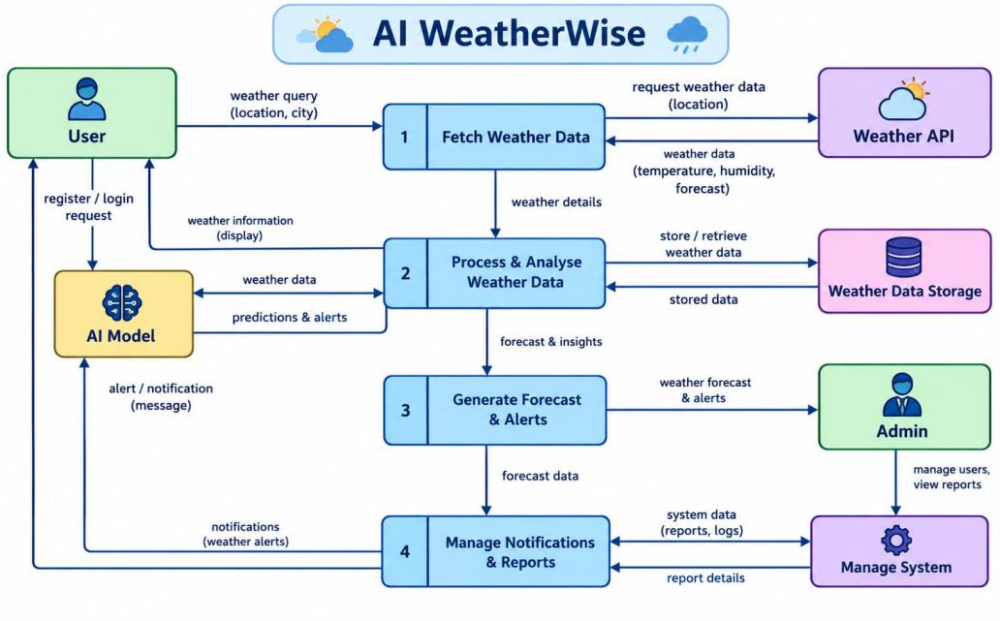 AI WeatherWise
User
weather query
(location, city)
1
Fetch Weather Data
request weather data
(location)
Weather API
weather data
(temperature, humidity,
forecast)
register / login
request
weather details
weather information
(display)
2
Process & Analyse
Weather Data
store / retrieve
weather data
Weather Data Storage
stored data
AI Model
weather data
predictions & alerts
forecast & insights
alert / notification
(message)
3
Generate Forecast
& Alerts
weather forecast
& alerts
Admin
manage users,
view reports
forecast data
notifications
(weather alerts)
4
Manage Notifications
& Reports
system data
(reports, logs)
Manage System
report details